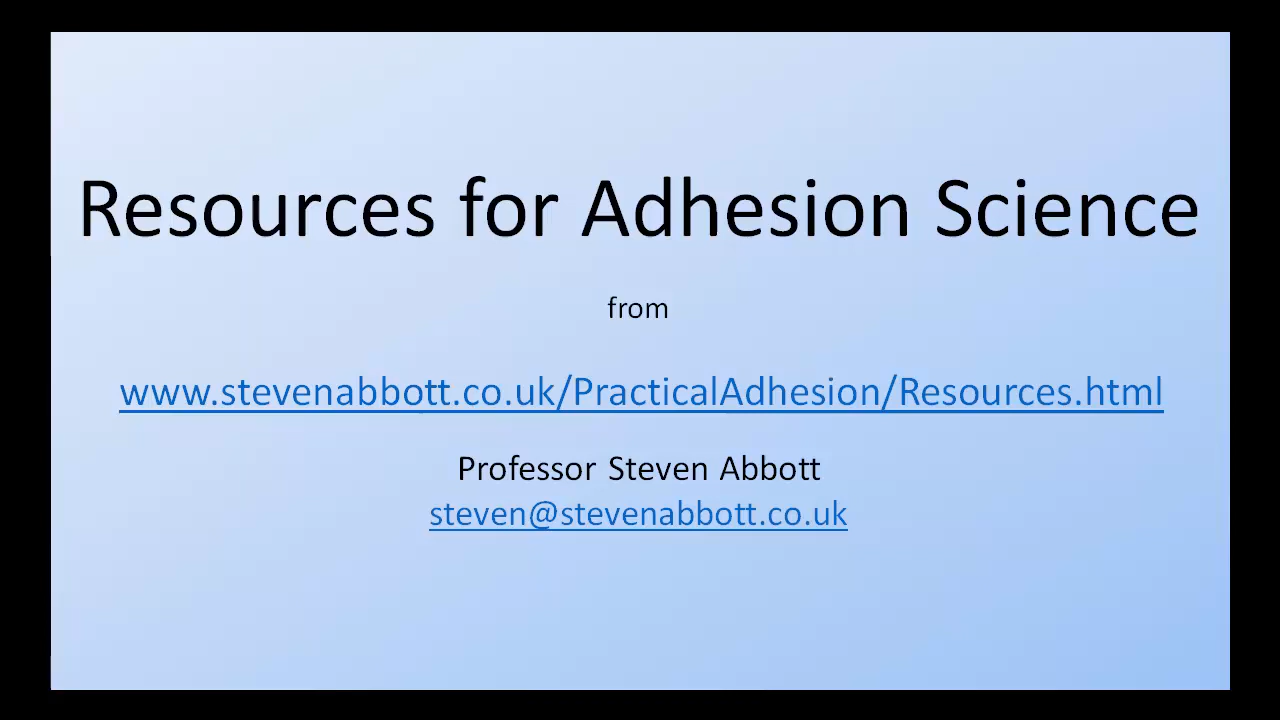 Resources for Adhesion Science
from
www.stevenabbott.co.uk/PracticalAdhesion/Resources.html
Professor Steven Abbott
steven@stevenabbott.co.uk